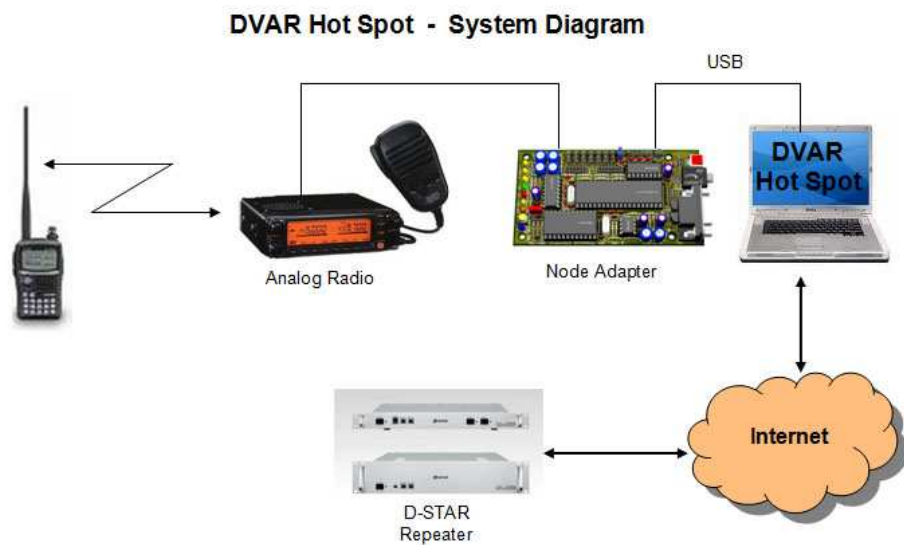 DVAR Hot Spot - System Diagram
USB
DVAR
Hot Spot
Analog Radio
Node Adapter
Internet
D-STAR
Repeater